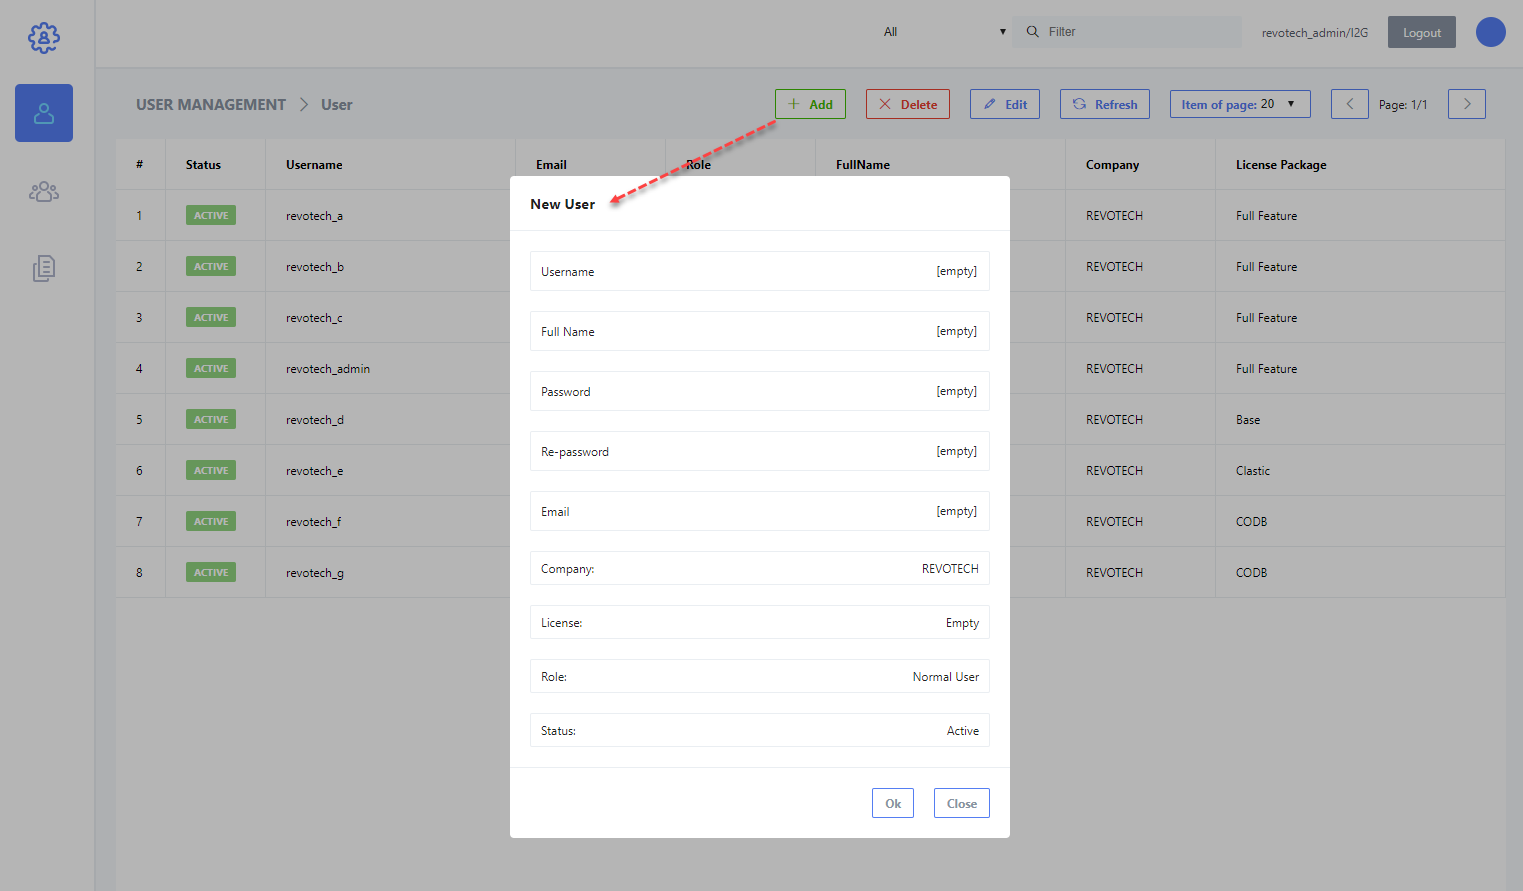 All ▼ Filter revotech_admin/I2G Logout
USER MANAGEMENT > User + Add Delete Edit Refresh Item of page: 20 ▼ < Page: 1/1 >
# Status Username Email Role FullName Company License Package
1 ACTIVE revotech_a REVOTECH Full Feature
2 ACTIVE revotech_b REVOTECH Full Feature
3 ACTIVE revotech_c REVOTECH Full Feature
4 ACTIVE revotech_admin REVOTECH Full Feature
5 ACTIVE revotech_d REVOTECH Base
6 ACTIVE revotech_e REVOTECH Clastic
7 ACTIVE revotech_f REVOTECH CODB
8 ACTIVE revotech_g REVOTECH CODB
New User
Username [empty]
Full Name [empty]
Password [empty]
Re-password [empty]
Email [empty]
Company: REVOTECH
License: Empty
Role: Normal User
Status: Active
Ok Close